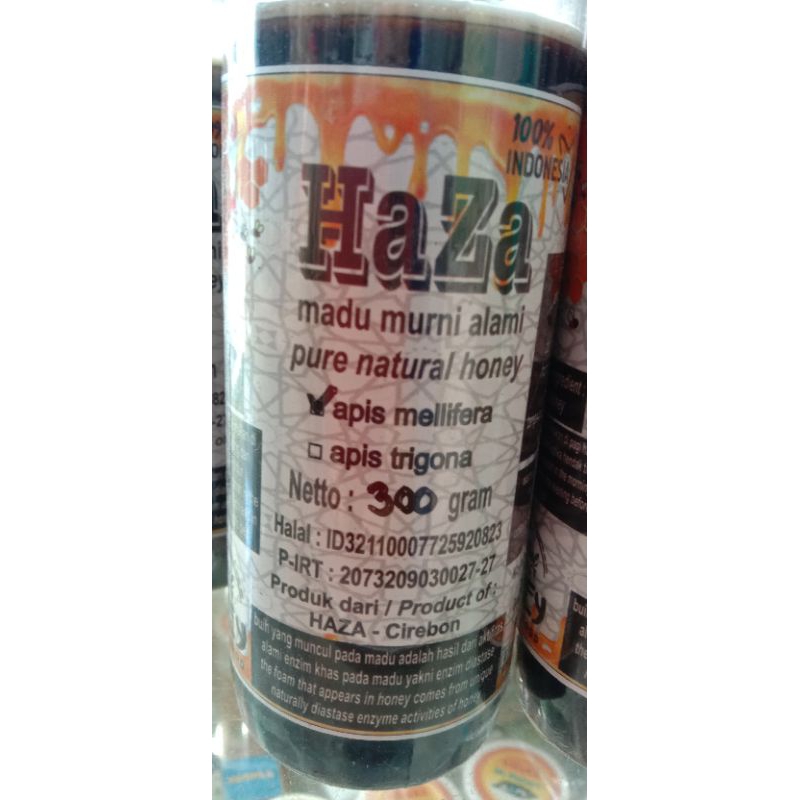 100%
INDONESIA
HaZa
madu murni alami
pure natural honey
apis mellifera
apis trigona
Netto : 300 gram
Halal : ID32110007725920823
P-IRT : 2073209030027-27
Produk dari / Product of :
HAZA - Cirebon
buih yang muncul pada madu adalah hasil dari aktifitas
alami enzim khas pada madu yakni enzim diastase
the foam that appears in honey comes from unique
naturally diastase enzyme activities of honey